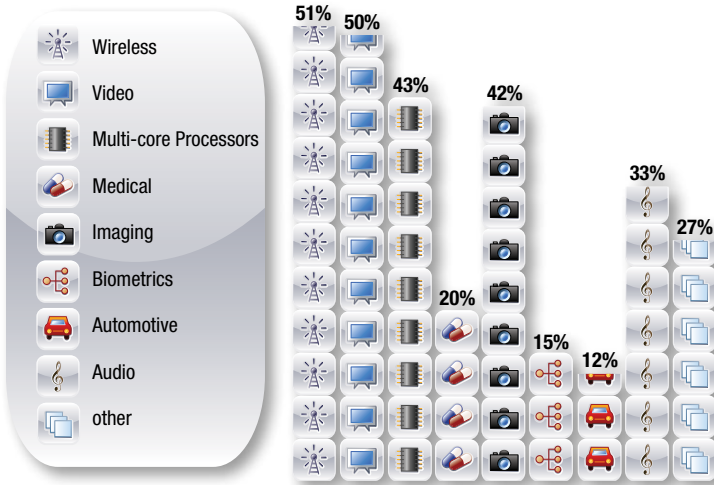 Wireless
Video
Multi-core Processors
Medical
Imaging
Biometrics
Automotive
Audio
other
51%
50%
43%
20%
42%
15%
12%
33%
27%